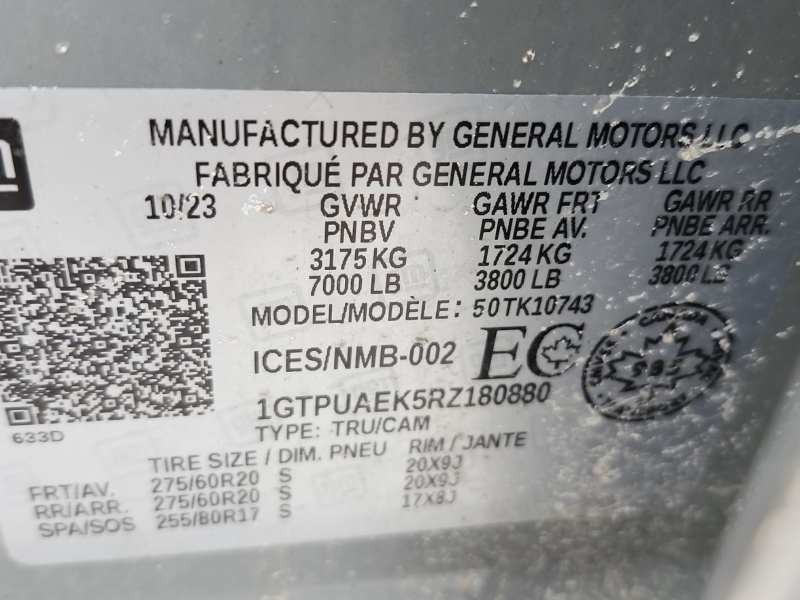 MANUFACTURED BY GENERAL MOTORS LLC
FABRIQUÉ PAR GENERAL MOTORS LLC
10/23 GVWR GAWR FRT GAWR RR
PNBV PNBE AV. PNBE ARR.
3175 KG 1724 KG 1724 KG
7000 LB 3800 LB 3800 LB
MODEL/MODÈLE: 50TK10743
ICES/NMB-002 EC
1GTPUAEK5RZ180880
TYPE: TRU/CAM
633D
TIRE SIZE / DIM. PNEU RIM / JANTE
FRT/AV. 275/60R20 S 20X9J
RR/ARR. 275/60R20 S 20X9J
SPA/SOS 255/80R17 S 17X8J